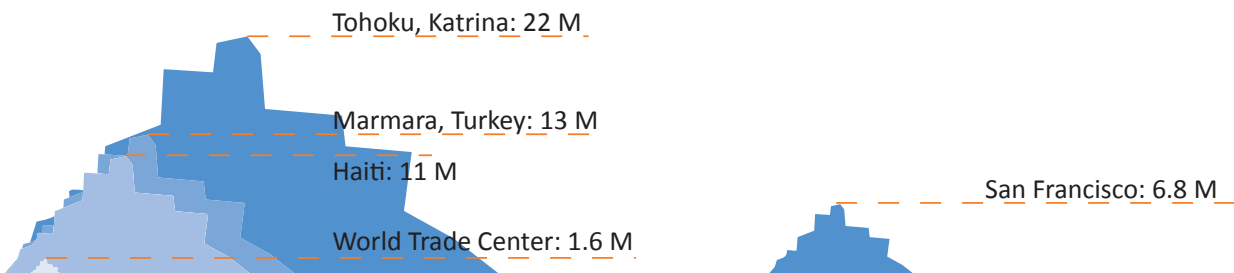 Tohoku, Katrina: 22 M
Marmara, Turkey: 13 M
Haiti: 11 M
San Francisco: 6.8 M
World Trade Center: 1.6 M